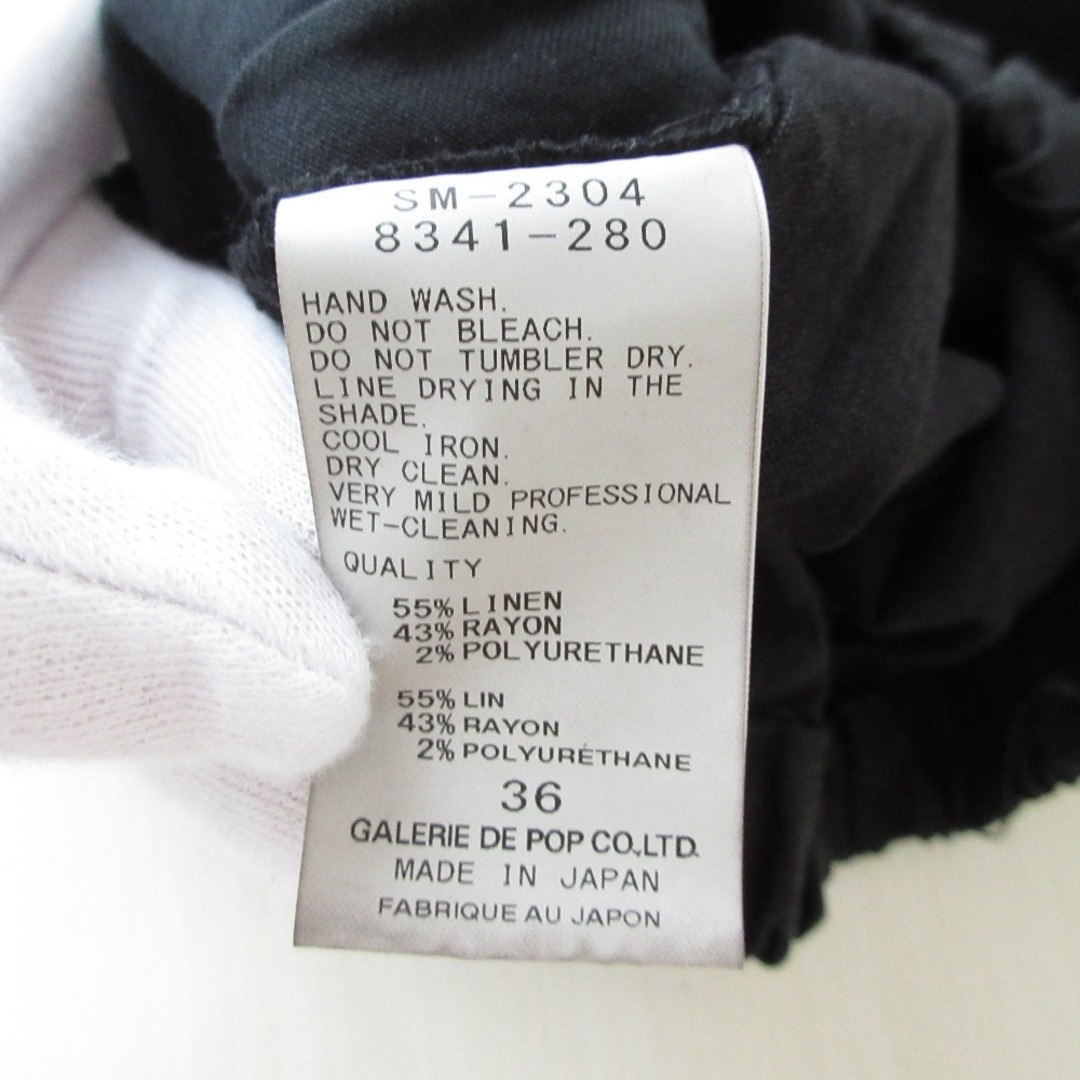 SM-2304
8341-280
HAND WASH.
DO NOT BLEACH.
DO NOT TUMBLER DRY.
LINE DRYING IN THE
SHADE.
COOL IRON.
DRY CLEAN.
VERY MILD PROFESSIONAL
WET-CLEANING.
QUALITY
55% LINEN
43% RAYON
2% POLYURETHANE
55% LIN
43% RAYON
2% POLYURÉTHANE
36
GALERIE DE POP CO.,LTD.
MADE IN JAPAN
FABRIQUE AU JAPON